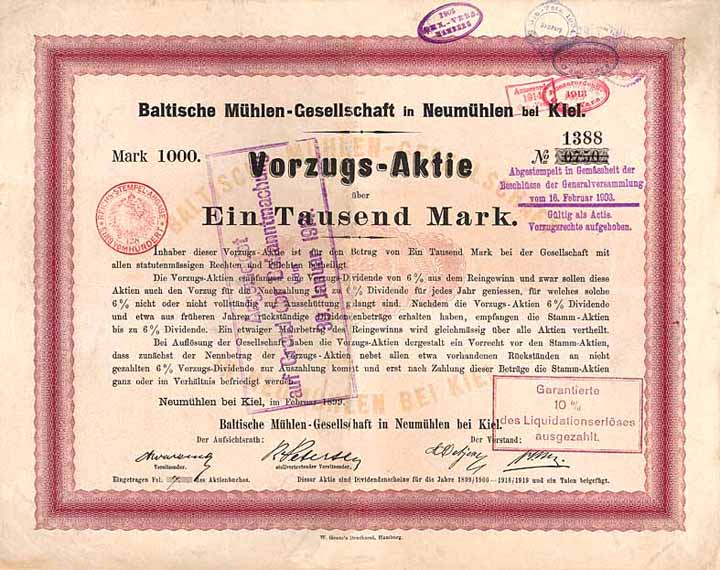 1905
HAMBERG
Baltische Mühlen-Gesellschaft in Neumühlen bei Kiel.
1914
1913
Mark 1000.
Vorzugs-Aktie
1388
№ 0750
über
Ein Tausend Mark.
Abgestempelt in Gemässheit der
Beschlüsse der Generalversammlung
vom 16. Februar 1903.
Gültig als Actie.
Vorzugsrechte aufgehoben.
Inhaber dieser Vorzugs-Aktie ist für den Betrag von Ein Tausend Mark bei der Gesellschaft mit
allen statutenmässigen Rechten und Pflichten betheiligt.
Die Vorzugs-Aktien empfangen eine Vorzugs-Dividende von 6% aus dem Reingewinn und zwar sollen diese
Aktien auch den Vorzug für die Nachzahlung bis zu 6% Dividende für jedes Jahr geniessen, für welches solche
6% nicht oder nicht vollständig zur Ausschüttung gelangt sind. Nachdem die Vorzugs-Aktien 6% Dividende
und etwa aus früheren Jahren rückständige Dividendenbeträge erhalten haben, empfangen die Stamm-Aktien
bis zu 6% Dividende. Ein etwaiger Mehrbetrag des Reingewinns wird gleichmässig über alle Aktien vertheilt.
Bei Auflösung der Gesellschaft haben die Vorzugs-Aktien dergestalt ein Vorrecht vor den Stamm-Aktien,
dass zunächst der Nennbetrag der Vorzugs-Aktien nebst allen etwa vorhandenen Rückständen an nicht
gezahlten 6% Vorzugs-Dividende zur Auszahlung kommt und erst nach Zahlung dieser Beträge die Stamm-Aktien
ganz oder im Verhältnis befriedigt werden.
Neumühlen bei Kiel, im Februar 1899.
Garantierte
10%
des Liquidationserlöses
ausgezahlt.
Baltische Mühlen-Gesellschaft in Neumühlen bei Kiel.
Der Aufsichtsrath:
Der Vorstand:
Petersen
Vorsitzender.
stellvertretender Vorsitzender.
Eingetragen Fol. des Aktienbuches.
Dieser Aktie sind Dividendenscheine für die Jahre 1899/1900—1918/1919 und ein Talon beigefügt.
W. Gente's Druckerei, Hamburg.